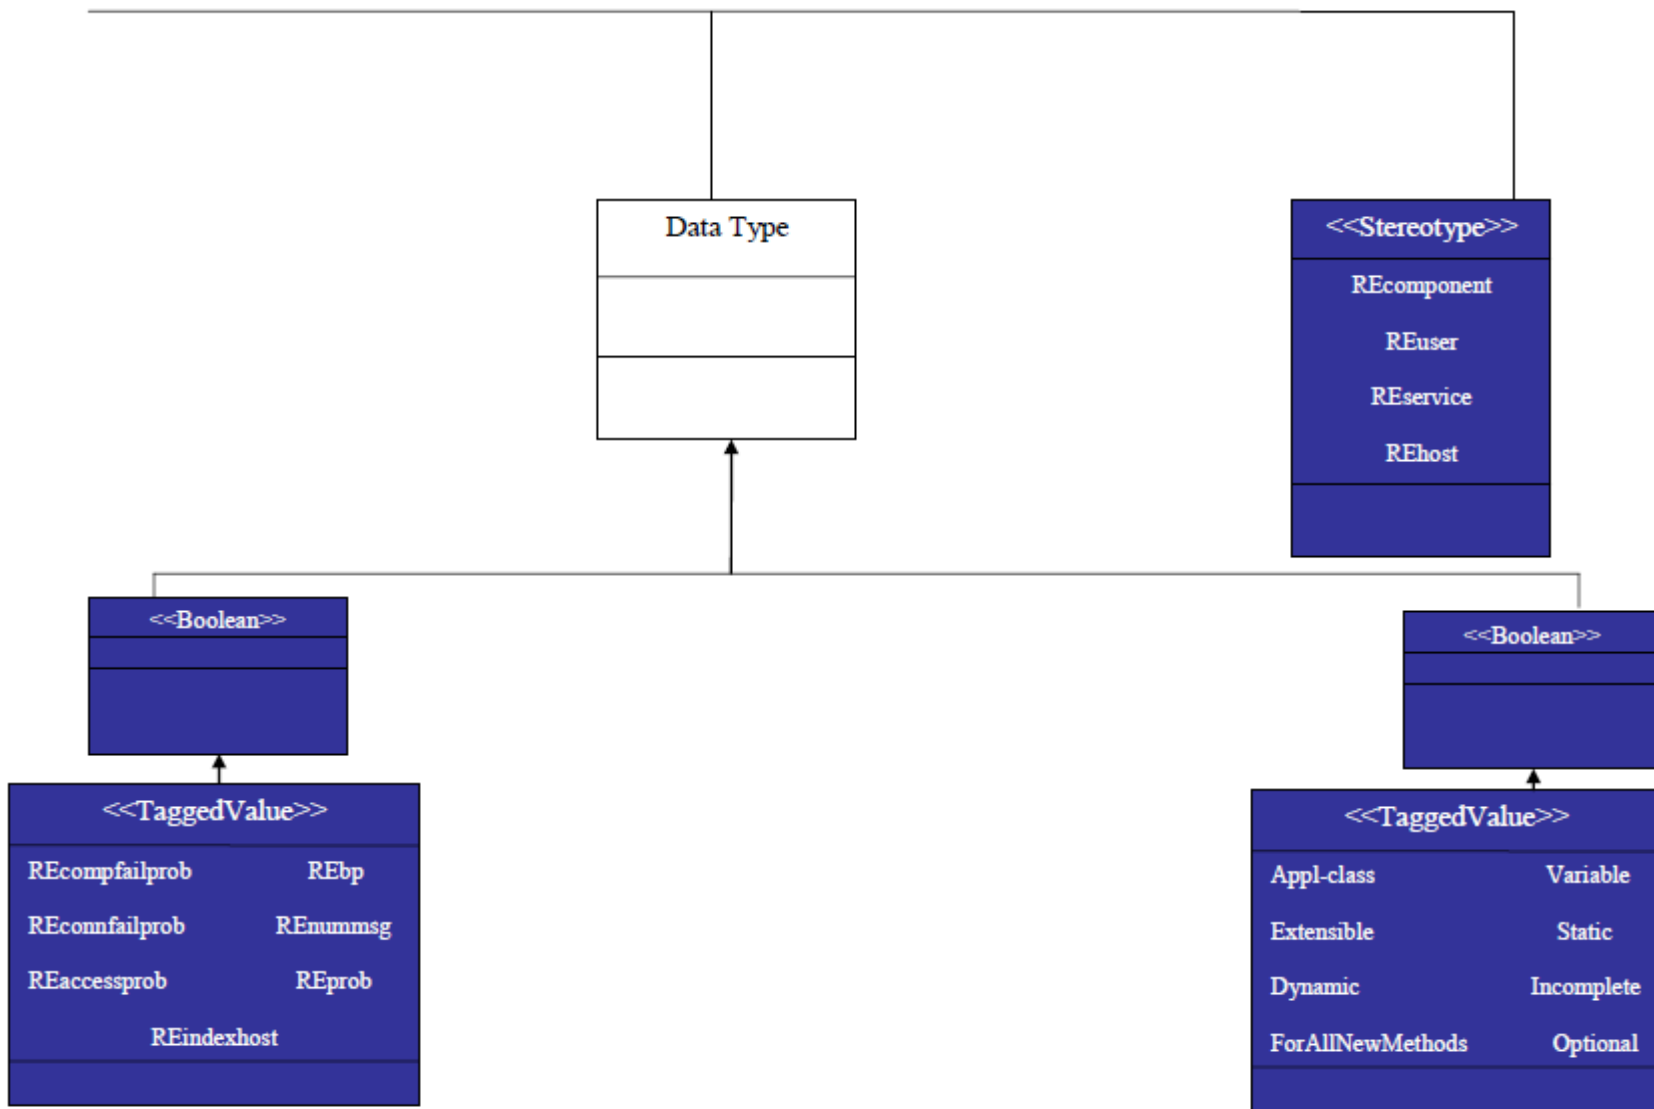 Data Type
<<Stereotype>>
REcomponent
REuser
REservice
REhost
<<Boolean>>
<<Boolean>>
<<TaggedValue>>
REcompfailprob REbp
REconnfailprob REnummsg
REaccessprob REprob
REindexhost
<<TaggedValue>>
Appl-class Variable
Extensible Static
Dynamic Incomplete
ForAllNewMethods Optional